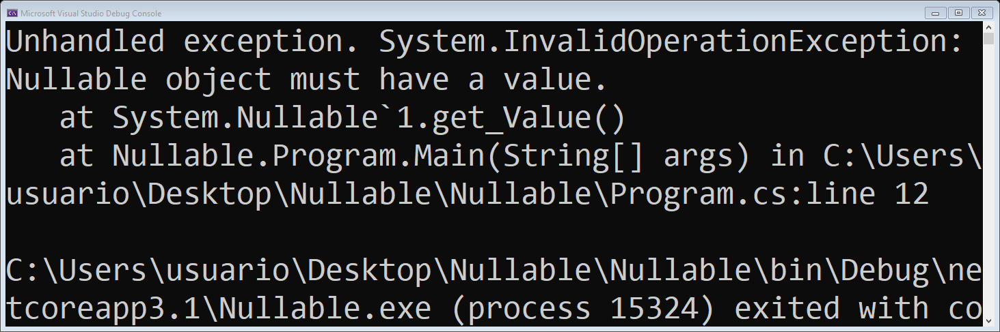 Microsoft Visual Studio Debug Console
Unhandled exception. System.InvalidOperationException:
Nullable object must have a value.
   at System.Nullable`1.get_Value()
   at Nullable.Program.Main(String[] args) in C:\Users\
usuario\Desktop\Nullable\Nullable\Program.cs:line 12
C:\Users\usuario\Desktop\Nullable\Nullable\bin\Debug\ne
tcoreapp3.1\Nullable.exe (process 15324) exited with co